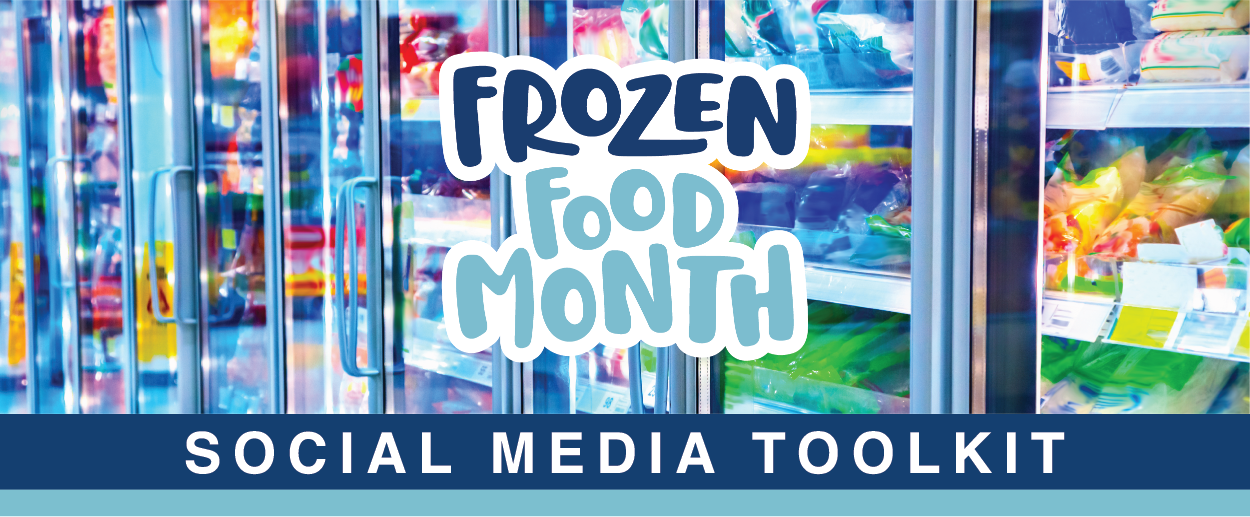 FROZEN
FOOD
MONTH
SOCIAL MEDIA TOOLKIT